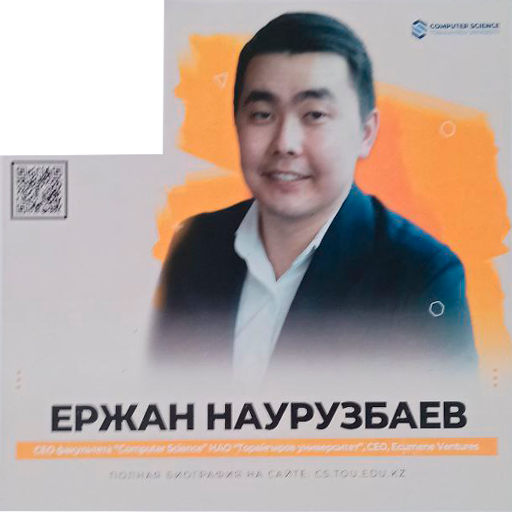 COMPUTER SCIENCE
ЕРЖАН НАУРУЗБАЕВ
CEO факультета "Computer Science" НАО "Торайгыров университет", CEO, Ecumene Ventures
ПОЛНАЯ БИОГРАФИЯ НА САЙТЕ: CS.TOU.EDU.KZ